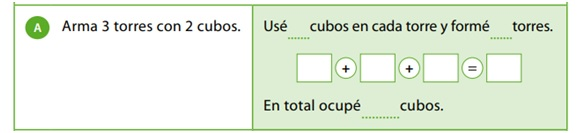 A Arma 3 torres con 2 cubos.
Usé ..... cubos en cada torre y formé ..... torres.
+ + =
En total ocupé ........ cubos.